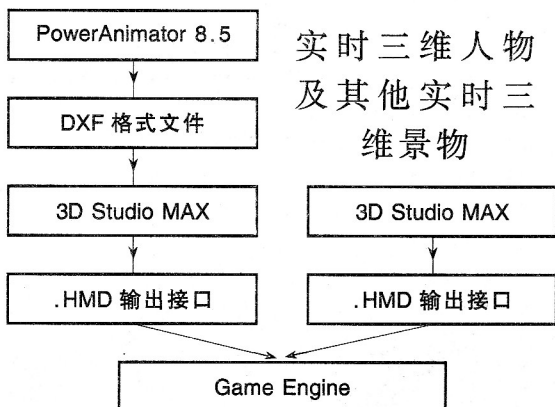 PowerAnimator 8.5
DXF 格式文件
3D Studio MAX
.HMD 输出接口
实时三维人物
及其他实时三
维景物
3D Studio MAX
.HMD 输出接口
Game Engine